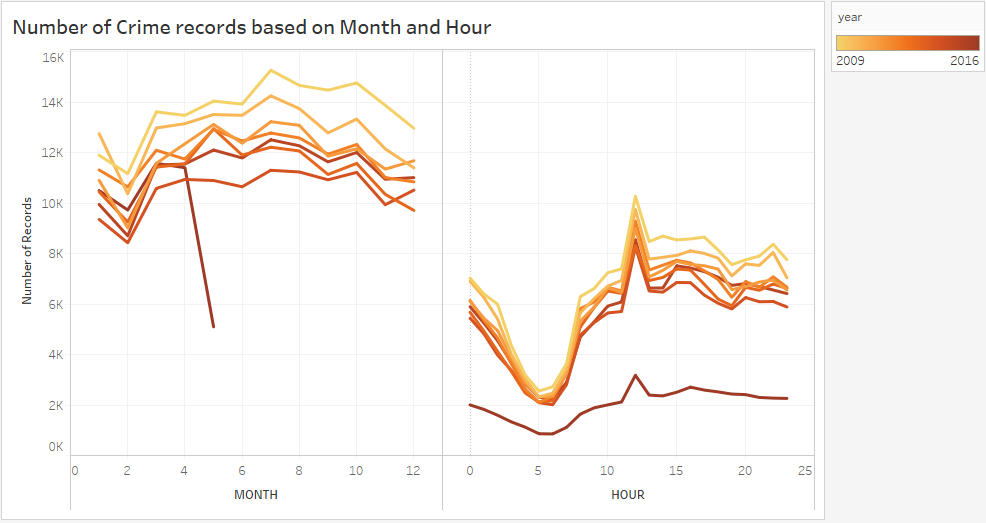 Number of Crime records based on Month and Hour
year
2009 2016
16K
14K
12K
10K
8K
6K
4K
2K
0K
Number of Records
0 2 4 6 8 10 12 0 5 10 15 20 25
MONTH HOUR